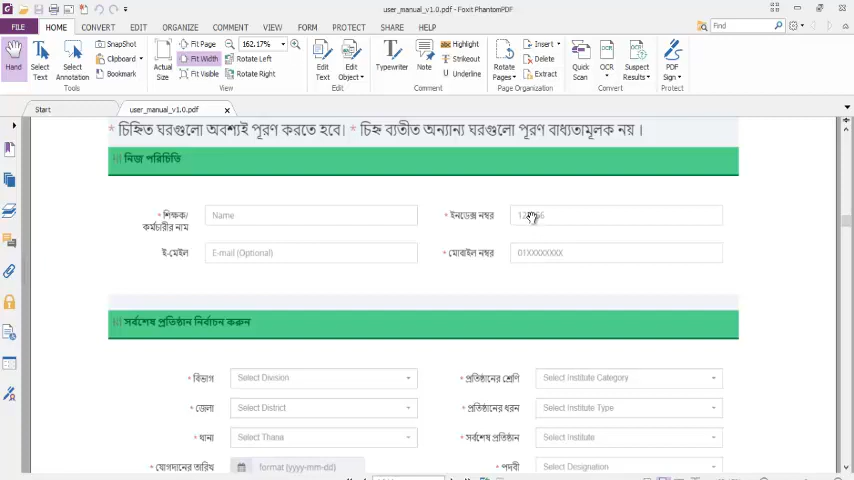 user_manual_v1.0.pdf - Foxit PhantomPDF
FILE HOME CONVERT EDIT ORGANIZE COMMENT VIEW FORM PROTECT SHARE HELP
Find
SnapShot Fit Page 162.17% Highlight Insert
Clipboard Fit Width Rotate Left Strikeout Delete
Bookmark Fit Visible Rotate Right Underline Extract
Hand Select Text Select Annotation Actual Size Edit Text Edit Object Typewriter Note Rotate Pages Quick Scan OCR Suspect Results PDF Sign
Tools View Edit Comment Page Organization Convert Protect
Start user_manual_v1.0.pdf
* চিহ্নিত ঘরগুলো অবশ্যই পূরণ করতে হবে। * চিহ্ন ব্যতীত অন্যান্য ঘরগুলো পূরণ বাধ্যতামূলক নয়।
নিজ পরিচিতি
* শিক্ষক/ Name * ইনডেক্স নম্বর
কর্মচারীর নাম
ই-মেইল E-mail (Optional) * মোবাইল নম্বর 01XXXXXXXX
সর্বশেষ প্রতিষ্ঠান নির্বাচন করুন
* বিভাগ Select Division * প্রতিষ্ঠানের শ্রেণি Select Institute Category
* জেলা Select District * প্রতিষ্ঠানের ধরন Select Institute Type
* থানা Select Thana * সর্বশেষ প্রতিষ্ঠান Select Institute
* যোগদানের তারিখ format (yyyy-mm-dd) * পদবী Select Designation